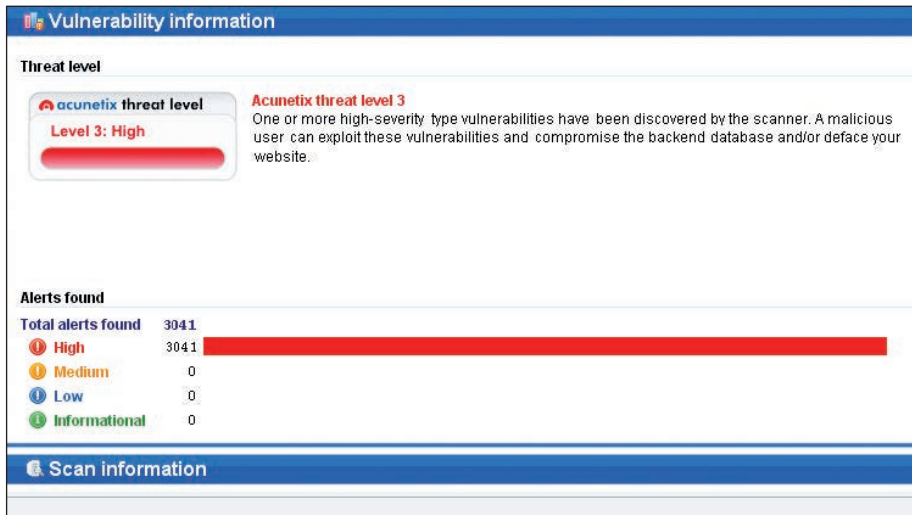 Vulnerability information
Threat level
acunetix threat level
Level 3: High
Acunetix threat level 3
One or more high-severity type vulnerabilities have been discovered by the scanner. A malicious
user can exploit these vulnerabilities and compromise the backend database and/or deface your
website.
Alerts found
Total alerts found 3041
High 3041
Medium 0
Low 0
Informational 0
Scan information